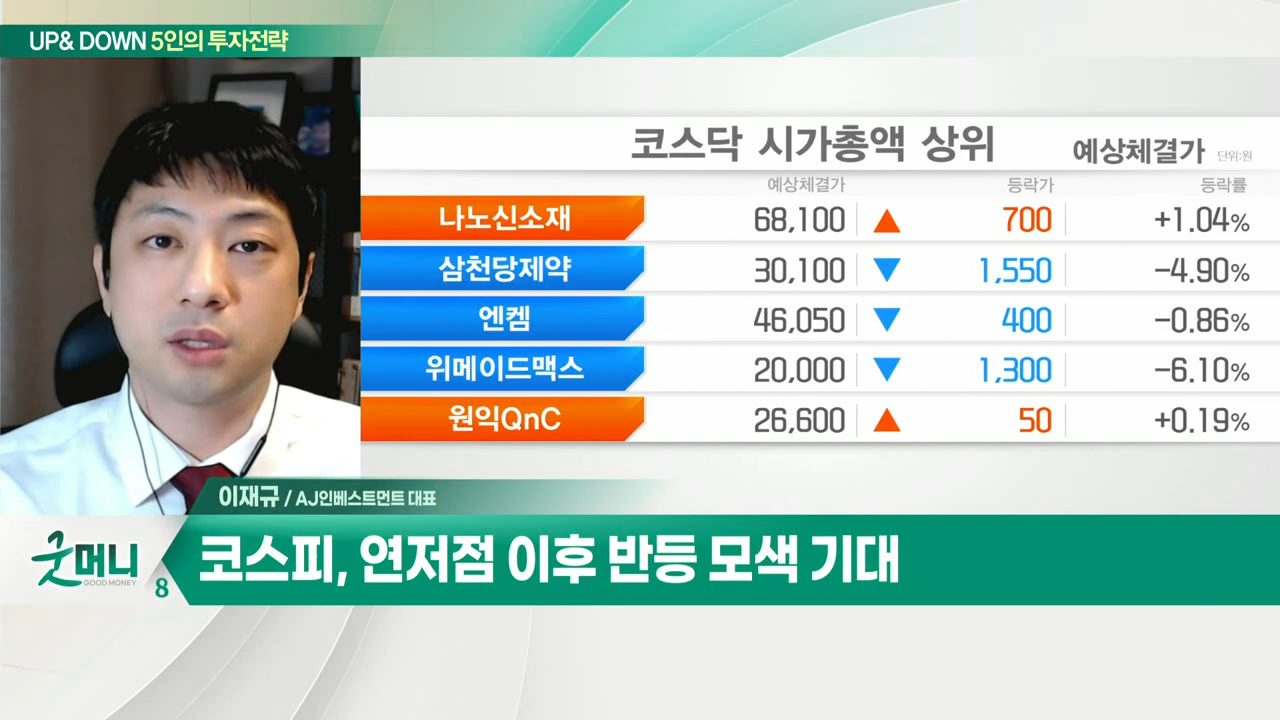 UP& DOWN 5인의 투자전략
코스닥 시가총액 상위 예상체결가 단위:원
예상체결가 등락가 등락률
나노신소재 68,100 ▲ 700 +1.04%
삼천당제약 30,100 ▼ 1,550 -4.90%
엔켐 46,050 ▼ 400 -0.86%
위메이드맥스 20,000 ▼ 1,300 -6.10%
원익QnC 26,600 ▲ 50 +0.19%
이재규 / AJ인베스트먼트 대표
굿머니
GOOD MONEY
8
코스피, 연저점 이후 반등 모색 기대